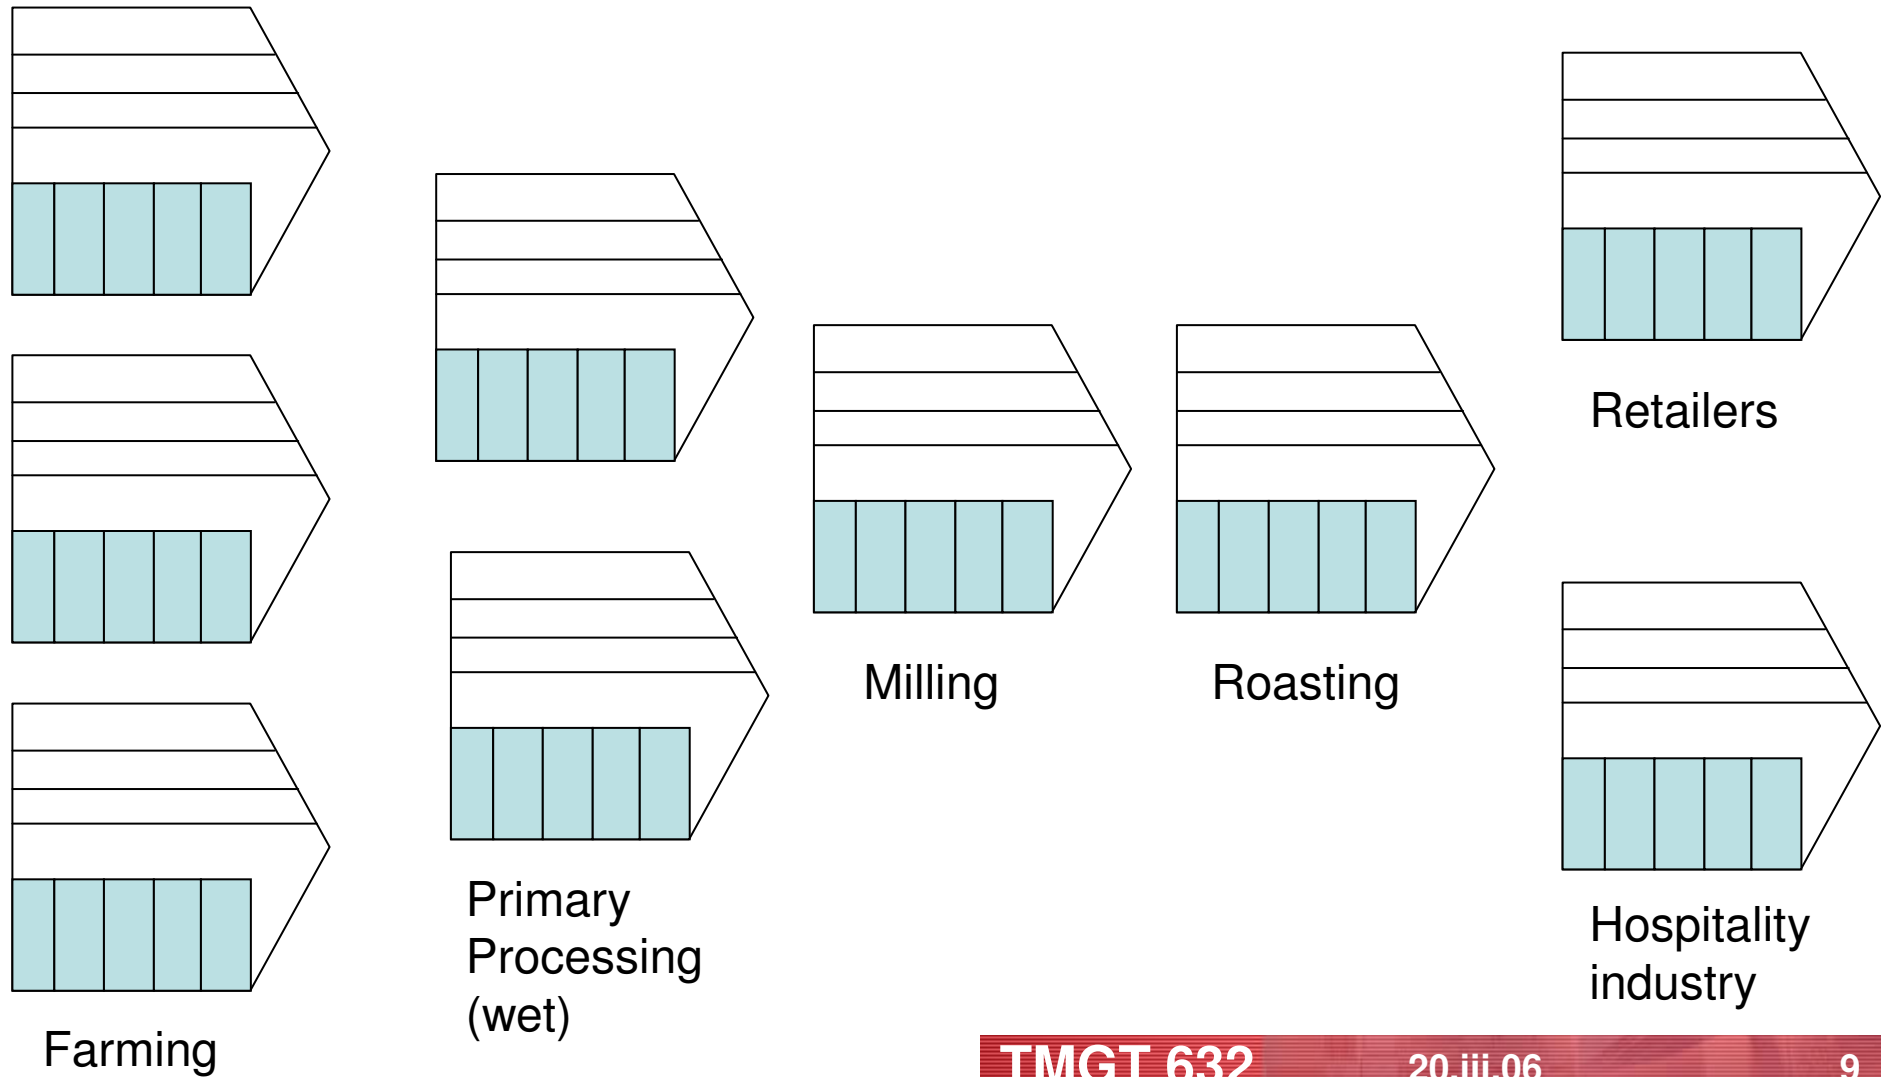 Retailers
Milling
Roasting
Primary
Processing
(wet)
Hospitality
industry
Farming
TMGT 632
20.iii.06
9